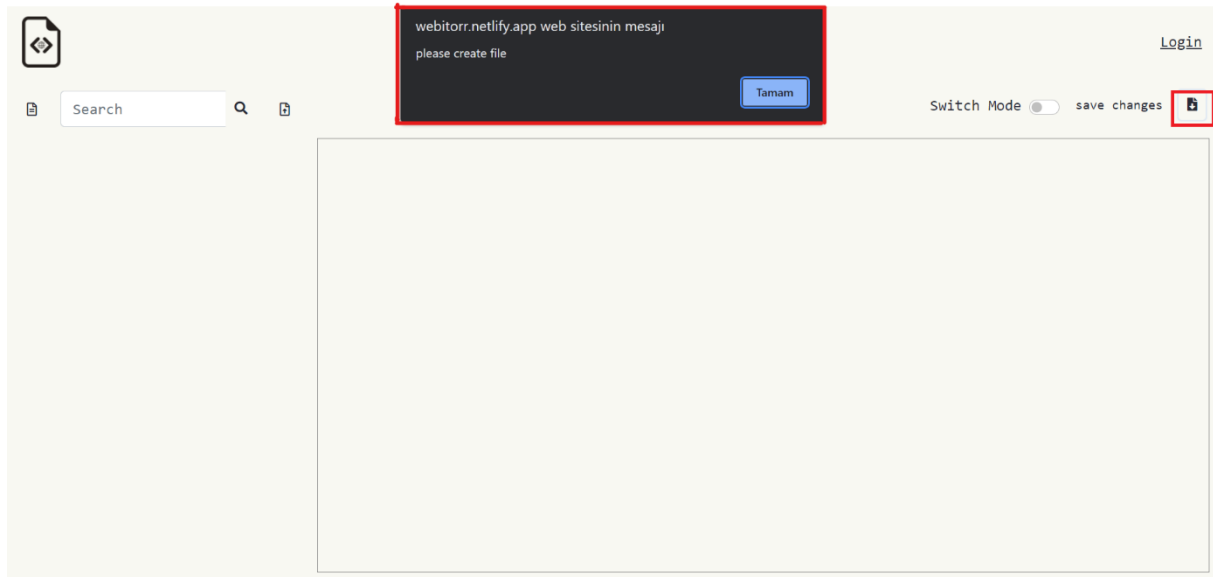 webitorr.netlify.app web sitesinin mesajı
please create file
Tamam
Login
Search
Switch Mode
save changes